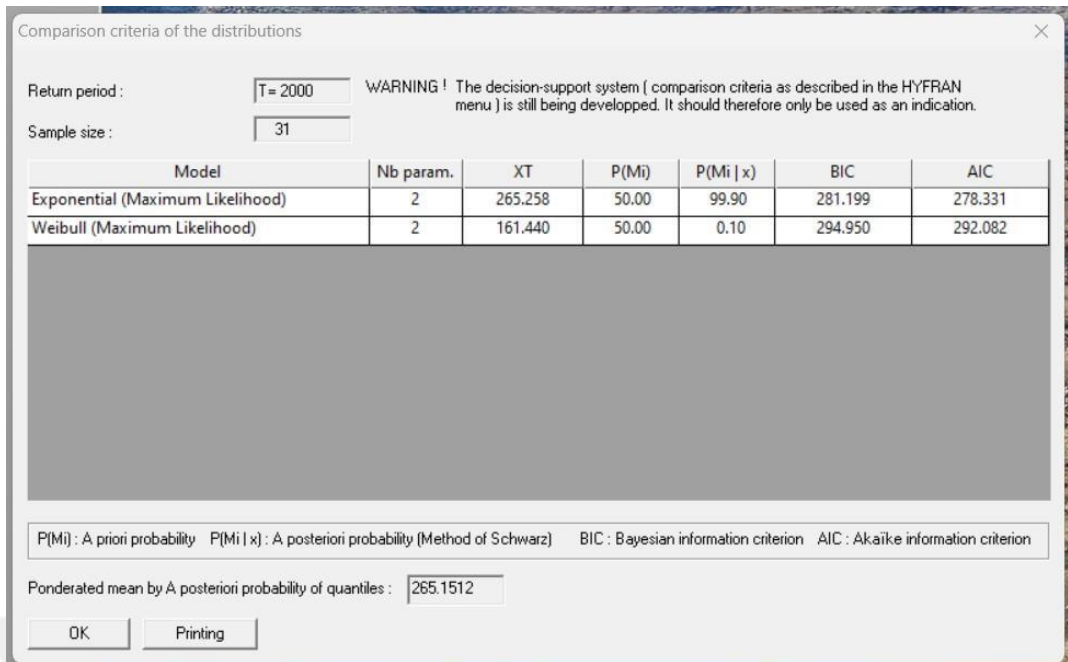 Comparison criteria of the distributions
Return period : T= 2000 WARNING ! The decision-support system ( comparison criteria as described in the HYFRAN
menu ) is still being developped. It should therefore only be used as an indication.
Sample size : 31
Model Nb param. XT P(Mi) P(Mi | x) BIC AIC
Exponential (Maximum Likelihood) 2 265.258 50.00 99.90 281.199 278.331
Weibull (Maximum Likelihood) 2 161.440 50.00 0.10 294.950 292.082
P(Mi) : A priori probability P(Mi | x) : A posteriori probability (Method of Schwarz) BIC : Bayesian information criterion AIC : Akaïke information criterion
Ponderated mean by A posteriori probability of quantiles : 265.1512
OK Printing